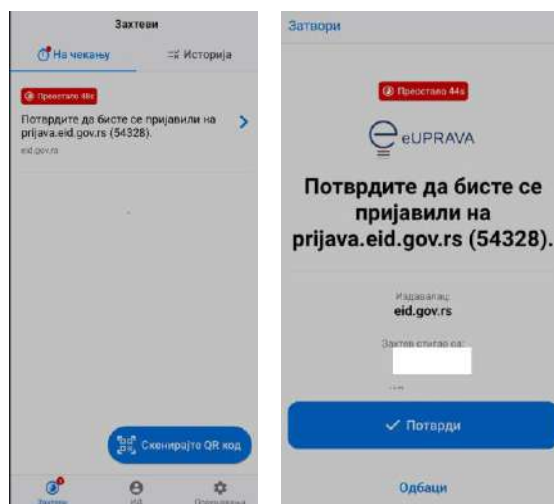 Захтеви
На чекању
Историја
Преостало 48s
Потврдите да бисте се пријавили на
prijava.eid.gov.rs (54328).
eid.gov.rs
Скенирајте QR код
Захтеви
ИД
Затвори
Преостало 44s
eUPRAVA
Потврдите да бисте се
пријавили на
prijava.eid.gov.rs (54328).
Издавалац:
eid.gov.rs
Захтев стигао са:
Потврди
Одбаци